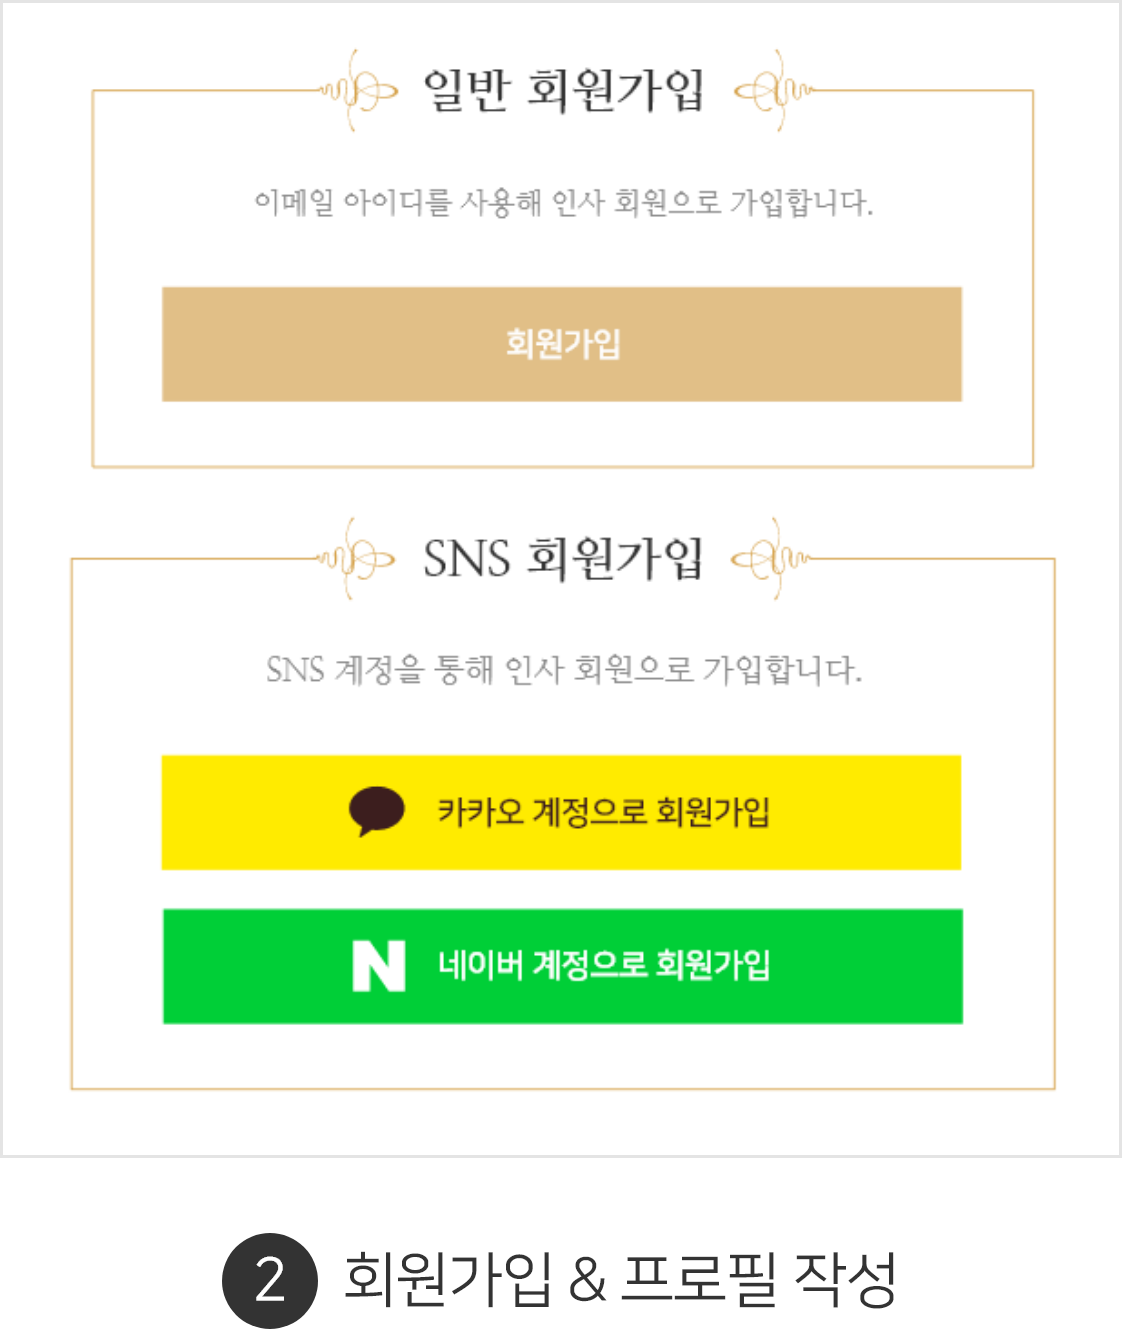 일반 회원가입
이메일 아이디를 사용해 인사 회원으로 가입합니다.
회원가입
SNS 회원가입
SNS 계정을 통해 인사 회원으로 가입합니다.
카카오 계정으로 회원가입
N 네이버 계정으로 회원가입
2 회원가입 & 프로필 작성